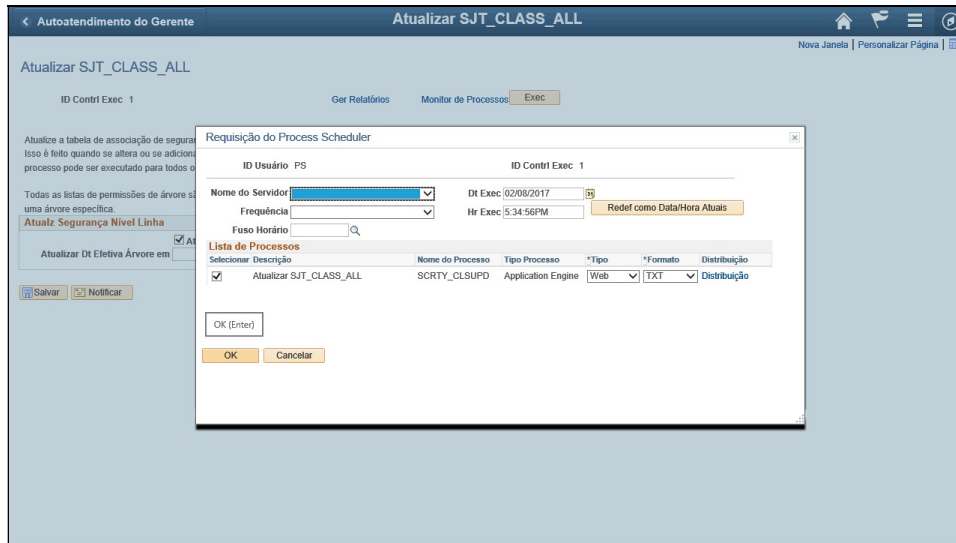 Autoatendimento do Gerente
Atualizar SJT_CLASS_ALL
Nova Janela | Personalizar Página |
Atualizar SJT_CLASS_ALL
ID Contrl Exec 1 Ger Relatórios Monitor de Processos Exec
Atualize a tabela de associação de seguran
Isso é feito quando se altera ou se adiciona
processo pode ser executado para todos o
Todas as listas de permissões de árvore sã
uma árvore específica.
Atualz Segurança Nível Linha
At
Atualizar Dt Efetiva Árvore em
Salvar Notificar
Requisição do Process Scheduler
ID Usuário PS ID Contrl Exec 1
Nome do Servidor Dt Exec 02/08/2017
Frequência Hr Exec 5:34:56PM Redef como Data/Hora Atuais
Fuso Horário
Lista de Processos
Selecionar Descrição Nome do Processo Tipo Processo *Tipo *Formato Distribuição
Atualizar SJT_CLASS_ALL SCRTY_CLSUPD Application Engine Web TXT Distribuição
OK (Enter)
OK Cancelar